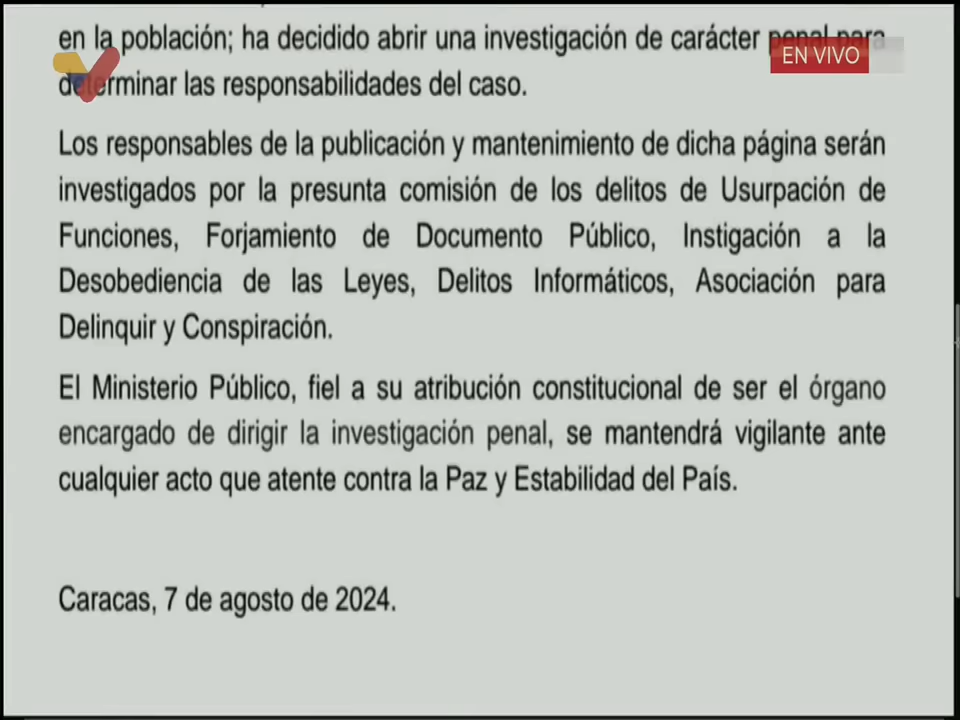 en la población; ha decidido abrir una investigación de carácter penal para
EN VIVO
determinar las responsabilidades del caso.
Los responsables de la publicación y mantenimiento de dicha página serán
investigados por la presunta comisión de los delitos de Usurpación de
Funciones, Forjamiento de Documento Público, Instigación a la
Desobediencia de las Leyes, Delitos Informáticos, Asociación para
Delinquir y Conspiración.
El Ministerio Público, fiel a su atribución constitucional de ser el órgano
encargado de dirigir la investigación penal, se mantendrá vigilante ante
cualquier acto que atente contra la Paz y Estabilidad del País.
Caracas, 7 de agosto de 2024.